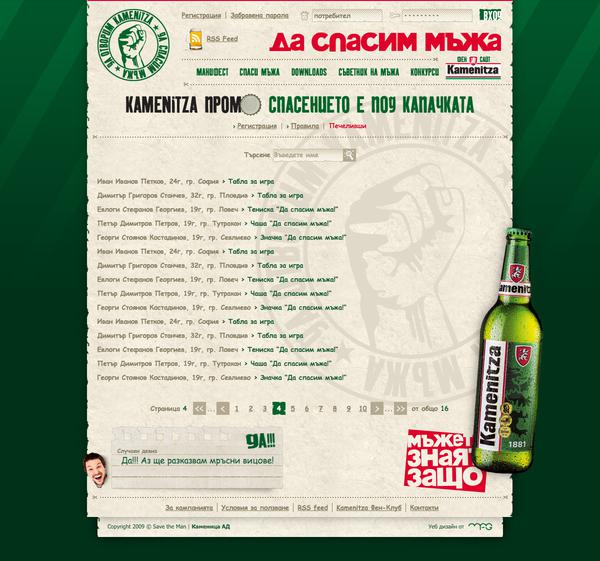 Регистрация | Забравена парола потребител ВХОД
ДА ОТВОРИМ KAMENITZA ★ ДА СПАСИМ МЪЖА ★
RSS Feed
ДА СПАСИМ МЪЖА
МАНИФЕСТ СПАСИ МЪЖА DOWNLOADS СЪВЕТНИК НА МЪЖА КОНКУРСИ ФЕН САЙТ Kamenitza
KAMENITZA ПРОМО СПАСЕНИЕТО Е ПОД КАПАЧКАТА
› Регистрация | › Правила | › Печеливши
Търсене Въведете име
Иван Иванов Петков, 24г, гр. София › Табла за игра
Димитър Григоров Станчев, 32г, гр. Пловдив › Табла за игра
Евлоги Стефанов Георгиев, 19г, гр. Ловеч › Тениска "Да спасим мъжа!"
Петър Димитров Петров, 19г, гр. Тутракан › Чаша "Да спасим мъжа!"
Георги Стоянов Костадинов, 19г, гр. Севлиево › Значка "Да спасим мъжа!"
Иван Иванов Петков, 24г, гр. София › Табла за игра
Димитър Григоров Станчев, 32г, гр. Пловдив › Табла за игра
Евлоги Стефанов Георгиев, 19г, гр. Ловеч › Тениска "Да спасим мъжа!"
Петър Димитров Петров, 19г, гр. Тутракан › Чаша "Да спасим мъжа!"
Георги Стоянов Костадинов, 19г, гр. Севлиево › Значка "Да спасим мъжа!"
Иван Иванов Петков, 24г, гр. София › Табла за игра
Димитър Григоров Станчев, 32г, гр. Пловдив › Табла за игра
Евлоги Стефанов Георгиев, 19г, гр. Ловеч › Тениска "Да спасим мъжа!"
Петър Димитров Петров, 19г, гр. Тутракан › Чаша "Да спасим мъжа!"
Георги Стоянов Костадинов, 19г, гр. Севлиево › Значка "Да спасим мъжа!"
Kamenitza
Kamenitza
1881
Страница 4 << ... < 1 2 3 4 5 6 7 8 9 10 > ... >> от общо 16
ДА!!!
Случаен девиз
Да!!! Аз ще разказвам мръсни вицове!
МЪЖЕТЕ
ЗНАЯТ
ЗАЩО
За кампанията | Условия за ползване | RSS feed | Kamenitza Фен-Клуб | Контакти
Copyright 2009 © Save the Man | Каменица АД Уеб дизайн от